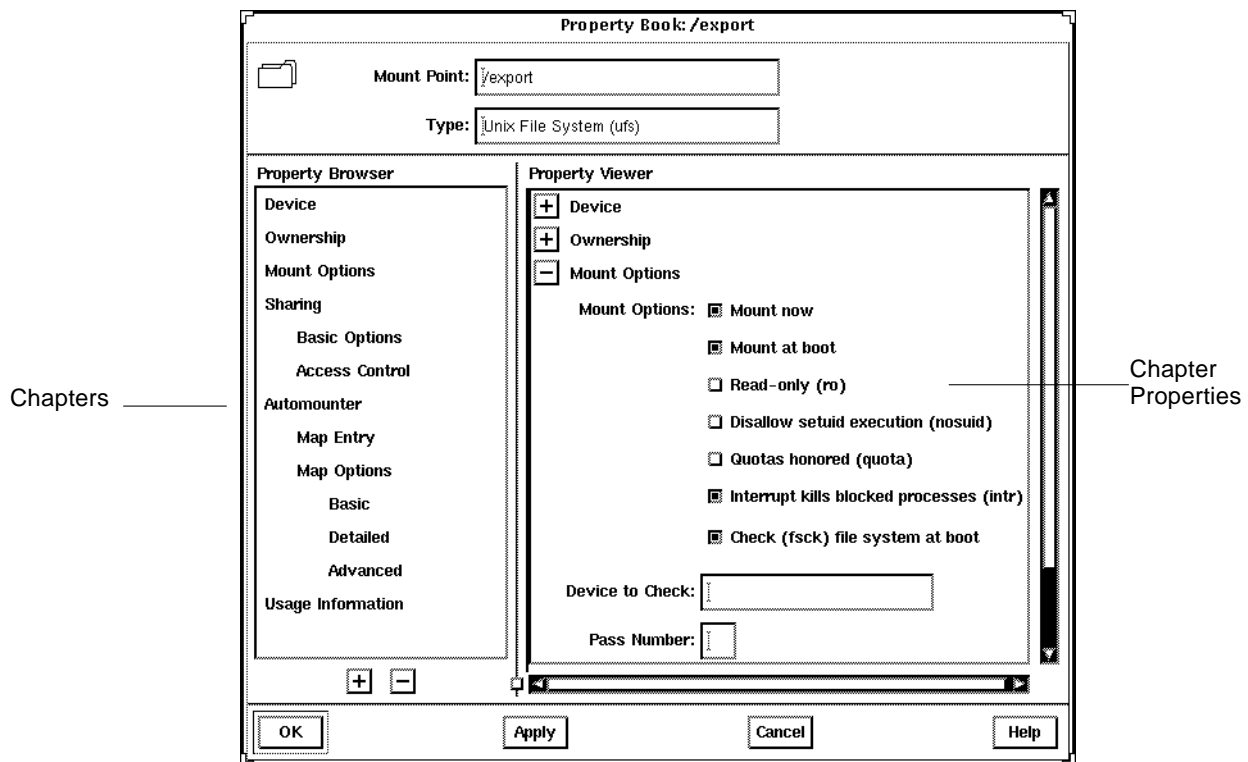 Property Book: /export
Mount Point: /export
Type: Unix File System (ufs)
Property Browser
Device
Ownership
Mount Options
Sharing
Basic Options
Access Control
Automounter
Map Entry
Map Options
Basic
Detailed
Advanced
Usage Information
+ −
Property Viewer
+ Device
+ Ownership
− Mount Options
Mount Options: Mount now
Mount at boot
Read-only (ro)
Disallow setuid execution (nosuid)
Quotas honored (quota)
Interrupt kills blocked processes (intr)
Check (fsck) file system at boot
Device to Check:
Pass Number:
OK Apply Cancel Help
Chapters
Chapter
Properties